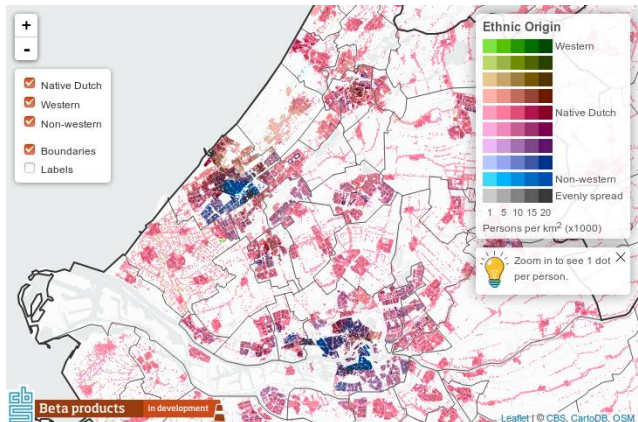 +
-
Native Dutch
Western
Non-western
Boundaries
Labels
Ethnic Origin
Western
Native Dutch
Non-western
Evenly spread
1 5 10 15 20
Persons per km² (x1000)
Zoom in to see 1 dot
per person.
cbs
Beta products
in development
Leaflet | © CBS, CartoDB, OSM